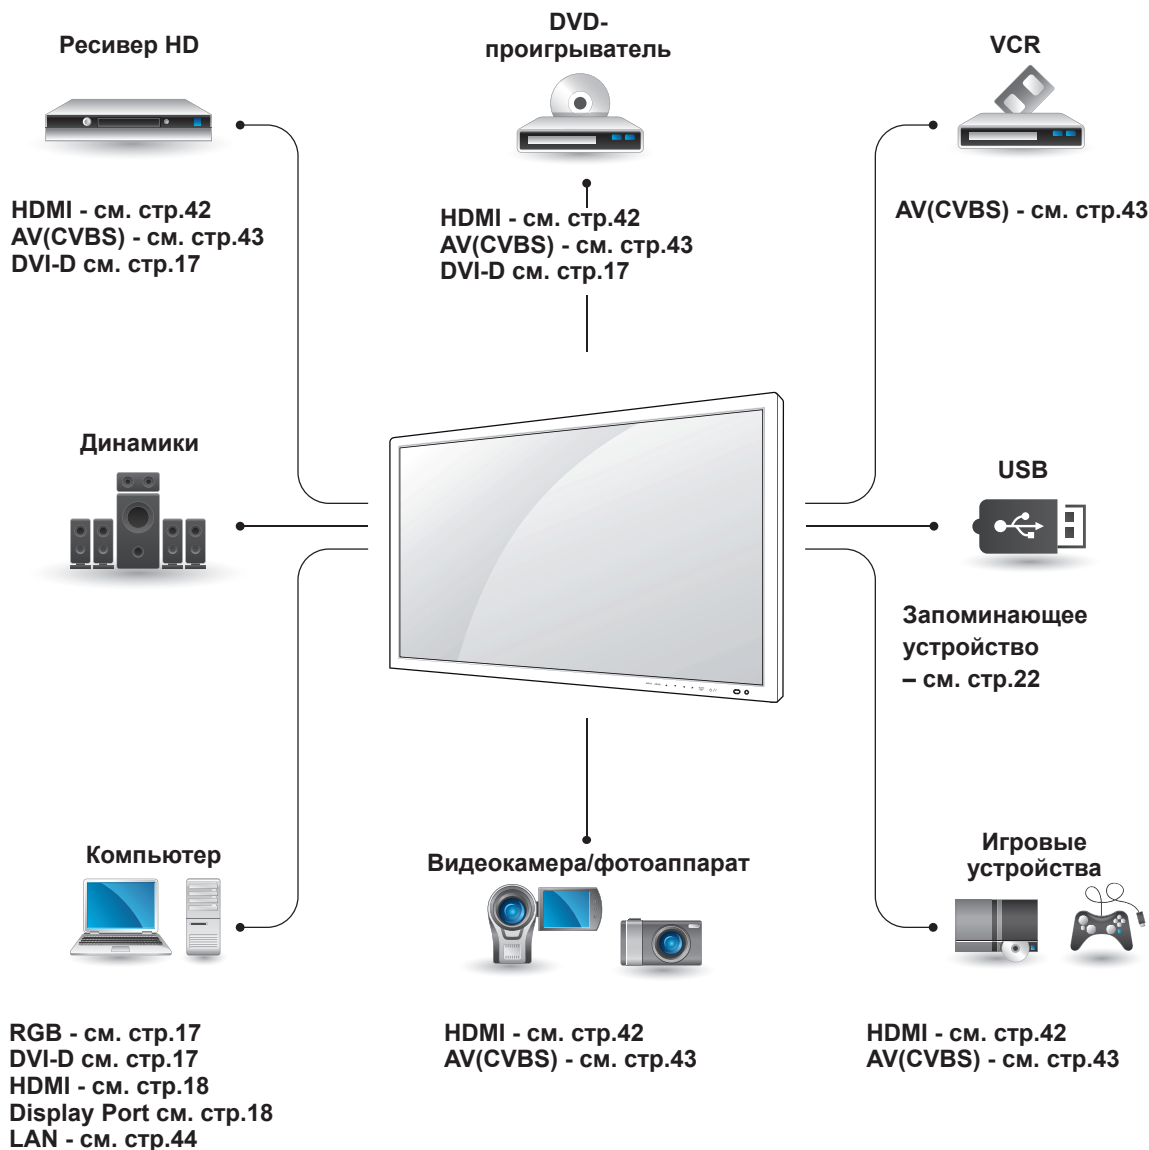 Ресивер HD
HDMI - см. стр.42
AV(CVBS) - см. стр.43
DVI-D см. стр.17
DVD-
проигрыватель
HDMI - см. стр.42
AV(CVBS) - см. стр.43
DVI-D см. стр.17
VCR
AV(CVBS) - см. стр.43
Динамики
USB
Запоминающее
устройство
– см. стр.22
Компьютер
RGB - см. стр.17
DVI-D см. стр.17
HDMI - см. стр.18
Display Port см. стр.18
LAN - см. стр.44
Видеокамера/фотоаппарат
HDMI - см. стр.42
AV(CVBS) - см. стр.43
Игровые
устройства
HDMI - см. стр.42
AV(CVBS) - см. стр.43